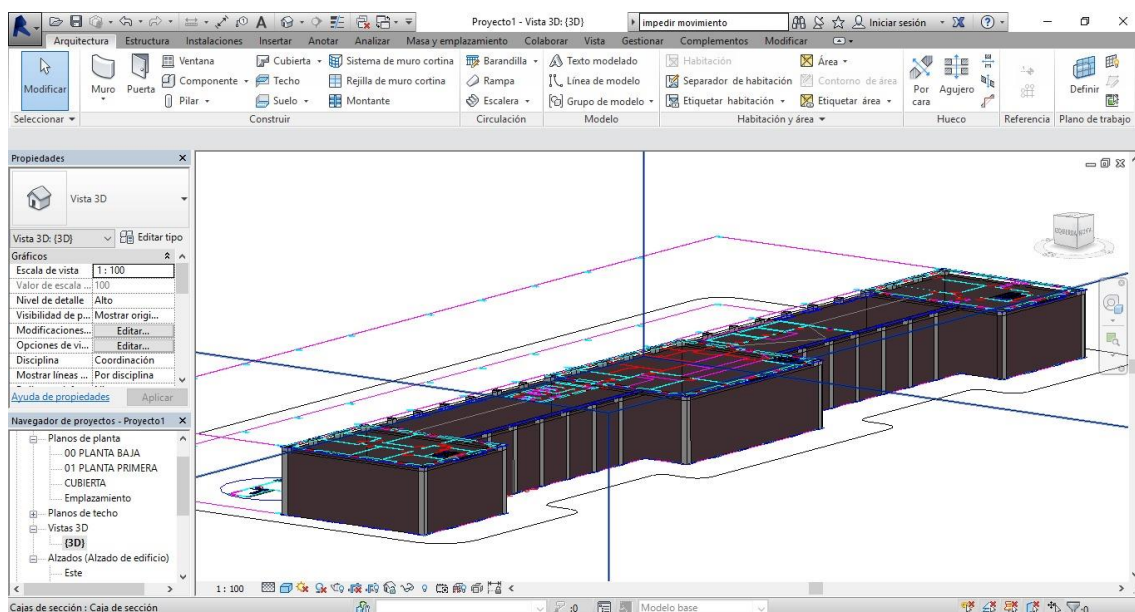 Proyecto1 - Vista 3D: {3D}
impedir movimiento
Iniciar sesión
Arquitectura Estructura Instalaciones Insertar Anotar Analizar Masa y emplazamiento Colaborar Vista Gestionar Complementos Modificar
Modificar
Muro
Puerta
Ventana
Componente
Pilar
Cubierta
Techo
Suelo
Sistema de muro cortina
Rejilla de muro cortina
Montante
Barandilla
Rampa
Escalera
Texto modelado
Línea de modelo
Grupo de modelo
Habitación
Separador de habitación
Etiquetar habitación
Área
Contorno de área
Etiquetar área
Por cara
Agujero
Definir
Seleccionar Construir Circulación Modelo Habitación y área Hueco Referencia Plano de trabajo
Propiedades
Vista 3D
Vista 3D: {3D} Editar tipo
Gráficos
Escala de vista 1 : 100
Valor de escala ... 100
Nivel de detalle Alto
Visibilidad de p... Mostrar origi...
Modificaciones... Editar...
Opciones de vi... Editar...
Disciplina Coordinación
Mostrar líneas ... Por disciplina
Ayuda de propiedades Aplicar
Navegador de proyectos - Proyecto1
Planos de planta
00 PLANTA BAJA
01 PLANTA PRIMERA
CUBIERTA
Emplazamiento
Planos de techo
Vistas 3D
{3D}
Alzados (Alzado de edificio)
Este
1 : 100
Cajas de sección : Caja de sección
:0
Modelo base
:0